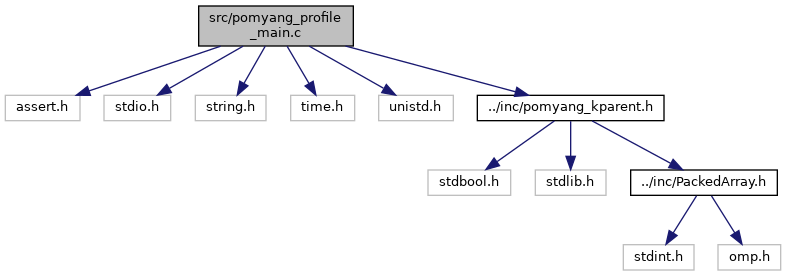 src/pomyang_profile
_main.c
assert.h
stdio.h
string.h
time.h
unistd.h
../inc/pomyang_kparent.h
stdbool.h
stdlib.h
../inc/PackedArray.h
stdint.h
omp.h